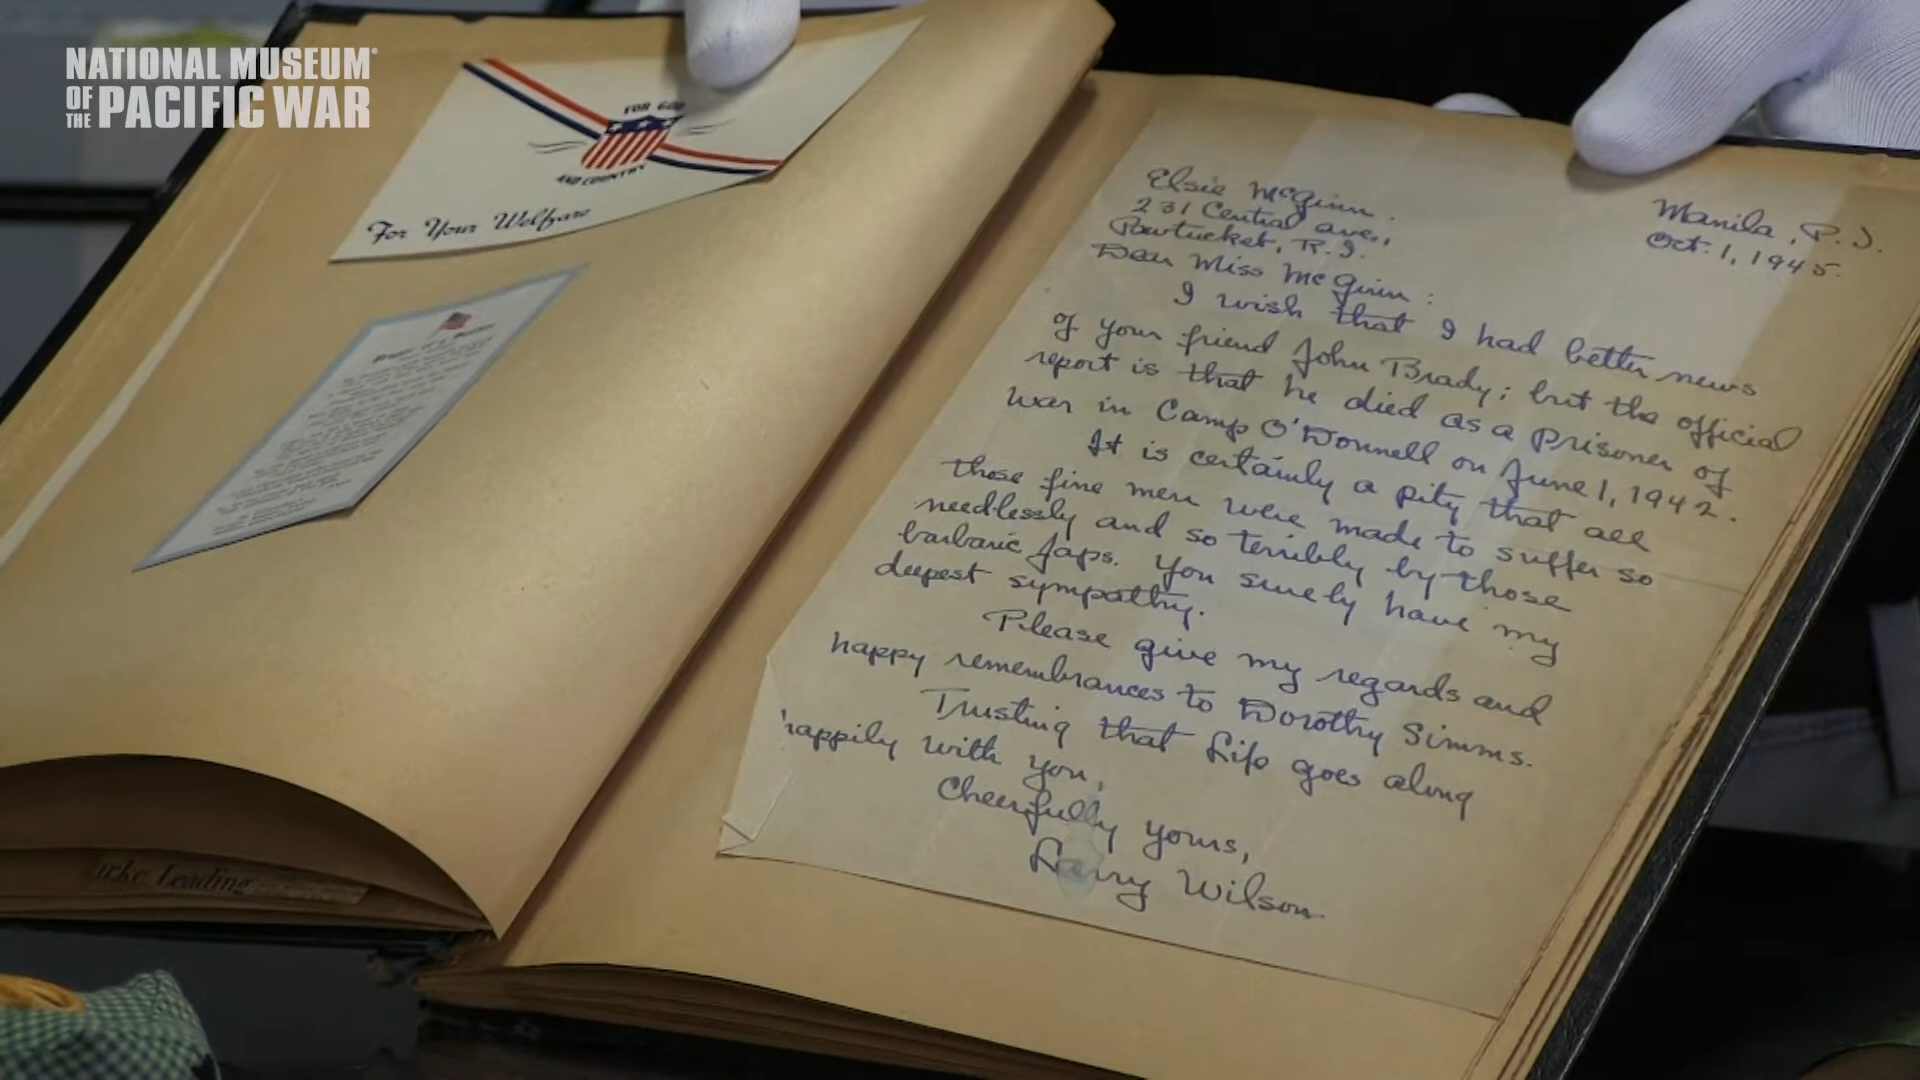 NATIONAL MUSEUM
OF THE PACIFIC WAR
FOR GOD
AND COUNTRY
For Your Welfare
urke Leading
Elsie McGinn.
231 Central ave.,
Pawtucket, R.I.
Manila, P.I.
Oct. 1, 1945.
Dear Miss McGinn:
I wish that I had better news
of your friend John Brady; but the official
report is that he died as a Prisoner of
War in Camp O'Donnell on June 1, 1942.
It is certainly a pity that all
those fine men were made to suffer so
needlessly and so terribly by those
barbaric Japs. You surely have my
deepest sympathy.
Please give my regards and
happy remembrances to Dorothy Simms.
Trusting that Life goes along
happily with you,
Cheerfully yours,
Larry Wilson